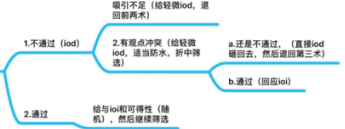 吸引不足（给轻微iod，退
回前两术）
1.不通过（iod）
2.有观点冲突（给轻微
iod，适当防水，折中筛
选）
a.还是不通过，（直接iod
砸回去，然后退回第三术）
b.通过（回应ioi）
2.通过
给与ioi和可得性（随
机），然后继续筛选